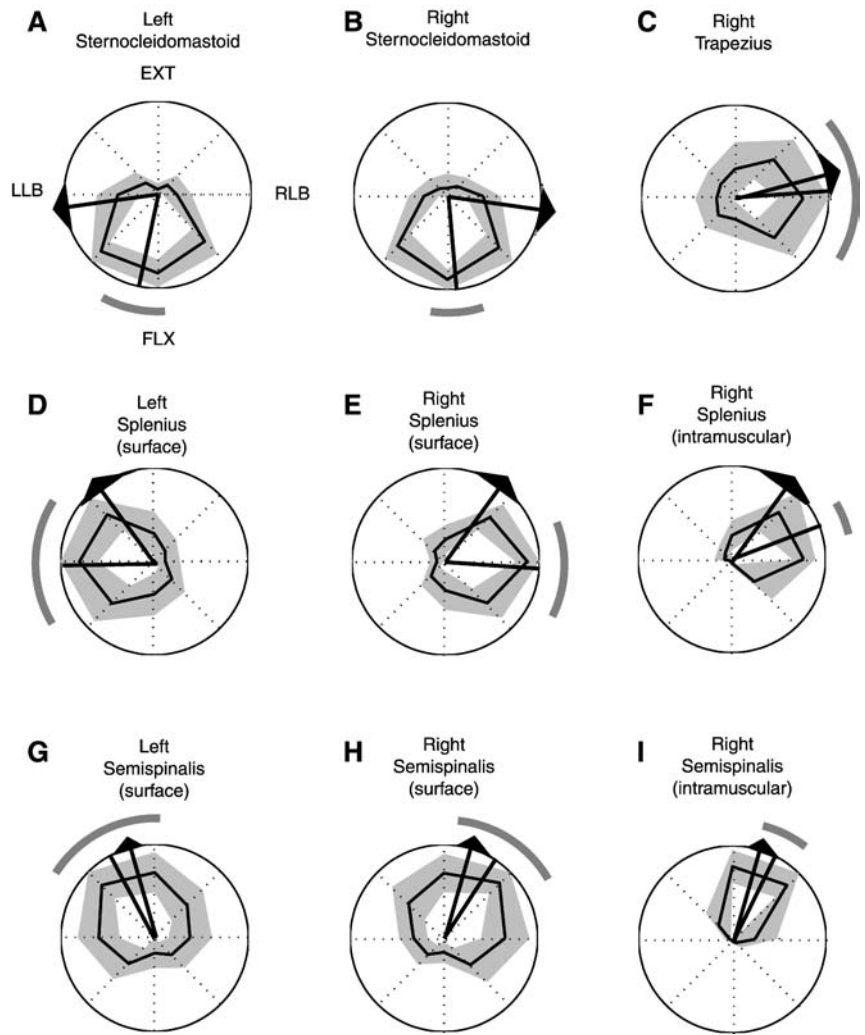 A
Left
Sternocleidomastoid
B
Right
Sternocleidomastoid
C
Right
Trapezius
EXT
LLB
RLB
FLX
D
Left
Splenius
(surface)
E
Right
Splenius
(surface)
F
Right
Splenius
(intramuscular)
G
Left
Semispinalis
(surface)
H
Right
Semispinalis
(surface)
I
Right
Semispinalis
(intramuscular)